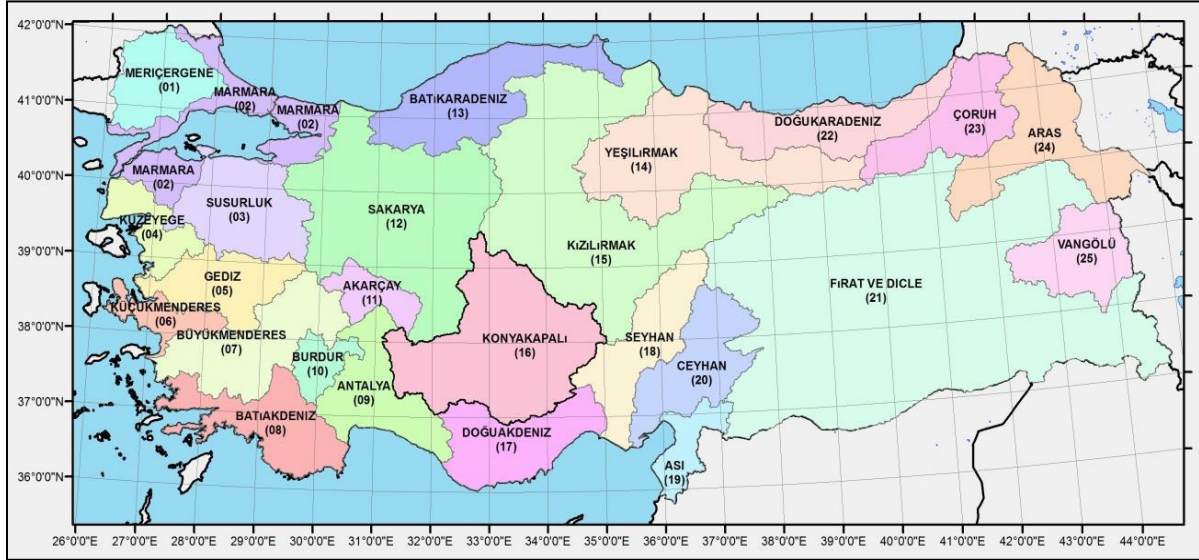 42°0'0"N
41°0'0"N
40°0'0"N
39°0'0"N
38°0'0"N
37°0'0"N
36°0'0"N
MERIÇERGENE
(01)
MARMARA
(02)
MARMARA
(02)
BATıKARADENIZ
(13)
DOĞUKARADENIZ
(22)
ÇORUH
(23)
ARAS
(24)
MARMARA
(02)
SUSURLUK
(03)
YEŞILıRMAK
(14)
SAKARYA
(12)
KUZEYEGE
(04)
KıZıLıRMAK
(15)
VANGÖLÜ
(25)
GEDIZ
(05)
AKARÇAY
(11)
FıRAT VE DICLE
(21)
KÜÇÜKMENDERES
(06)
BÜYÜKMENDERES
(07)
KONYAKAPALı
(16)
SEYHAN
(18)
BURDUR
(10)
CEYHAN
(20)
ANTALYA
(09)
BATıAKDENIZ
(08)
DOĞUAKDENIZ
(17)
ASI
(19)
26°0'0"E 27°0'0"E 28°0'0"E 29°0'0"E 30°0'0"E 31°0'0"E 32°0'0"E 33°0'0"E 34°0'0"E 35°0'0"E 36°0'0"E 37°0'0"E 38°0'0"E 39°0'0"E 40°0'0"E 41°0'0"E 42°0'0"E 43°0'0"E 44°0'0"E